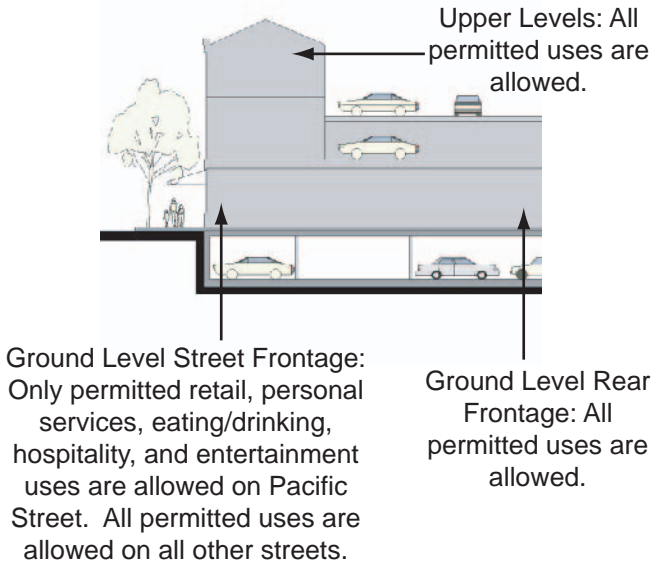 Upper Levels: All
permitted uses are
allowed.
Ground Level Street Frontage:
Only permitted retail, personal
services, eating/drinking,
hospitality, and entertainment
uses are allowed on Pacific
Street.  All permitted uses are
allowed on all other streets.
Ground Level Rear
Frontage: All
permitted uses are
allowed.